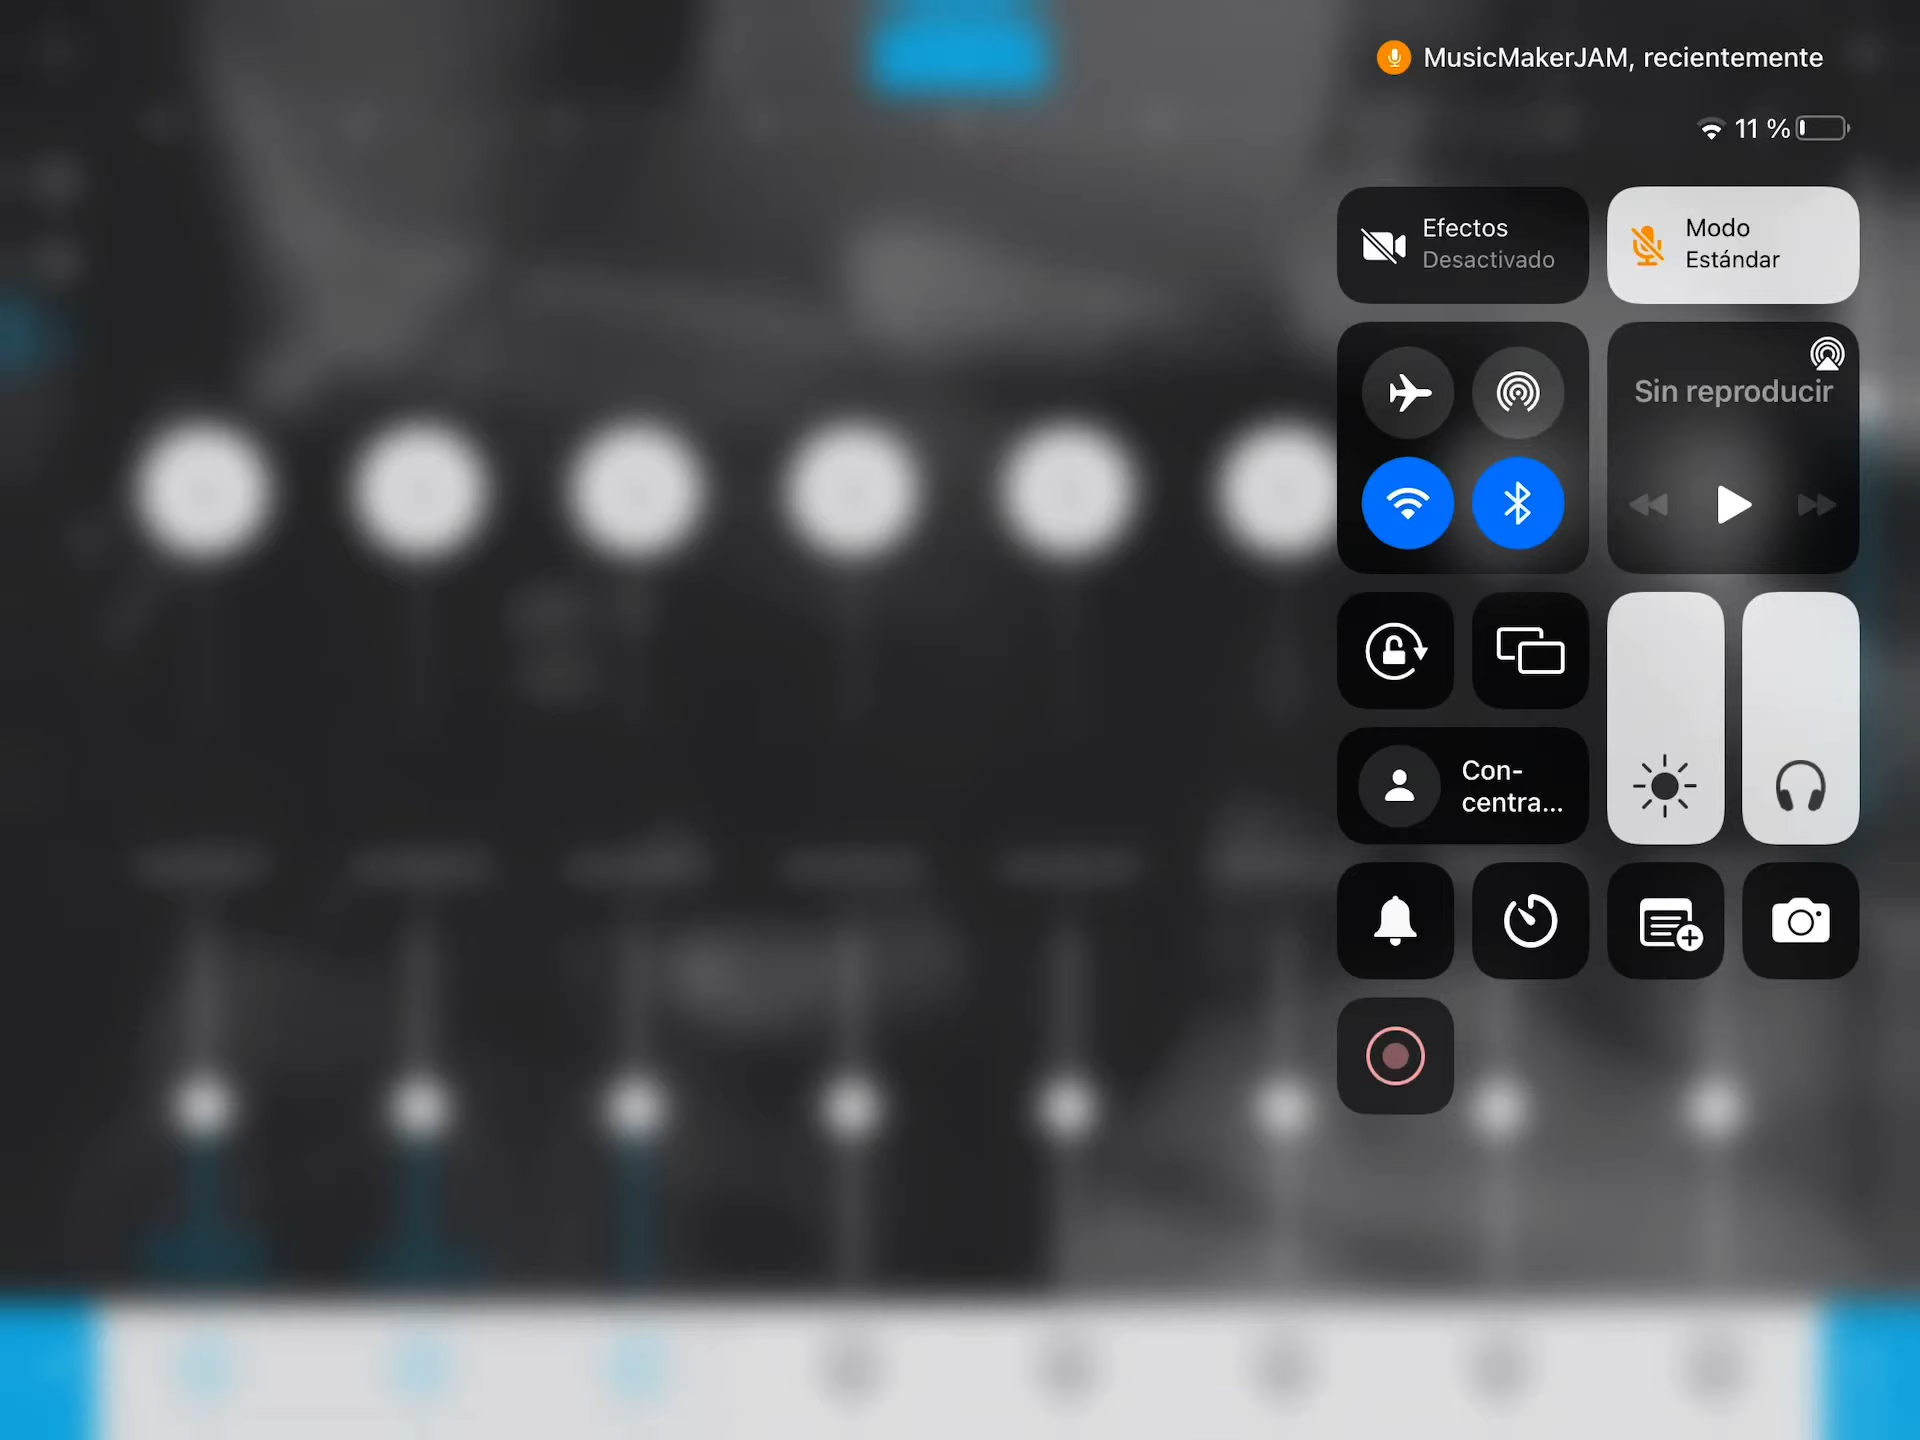 MusicMakerJAM, recientemente
11 %
Efectos
Desactivado
Modo
Estándar
Sin reproducir
Con-
centra...